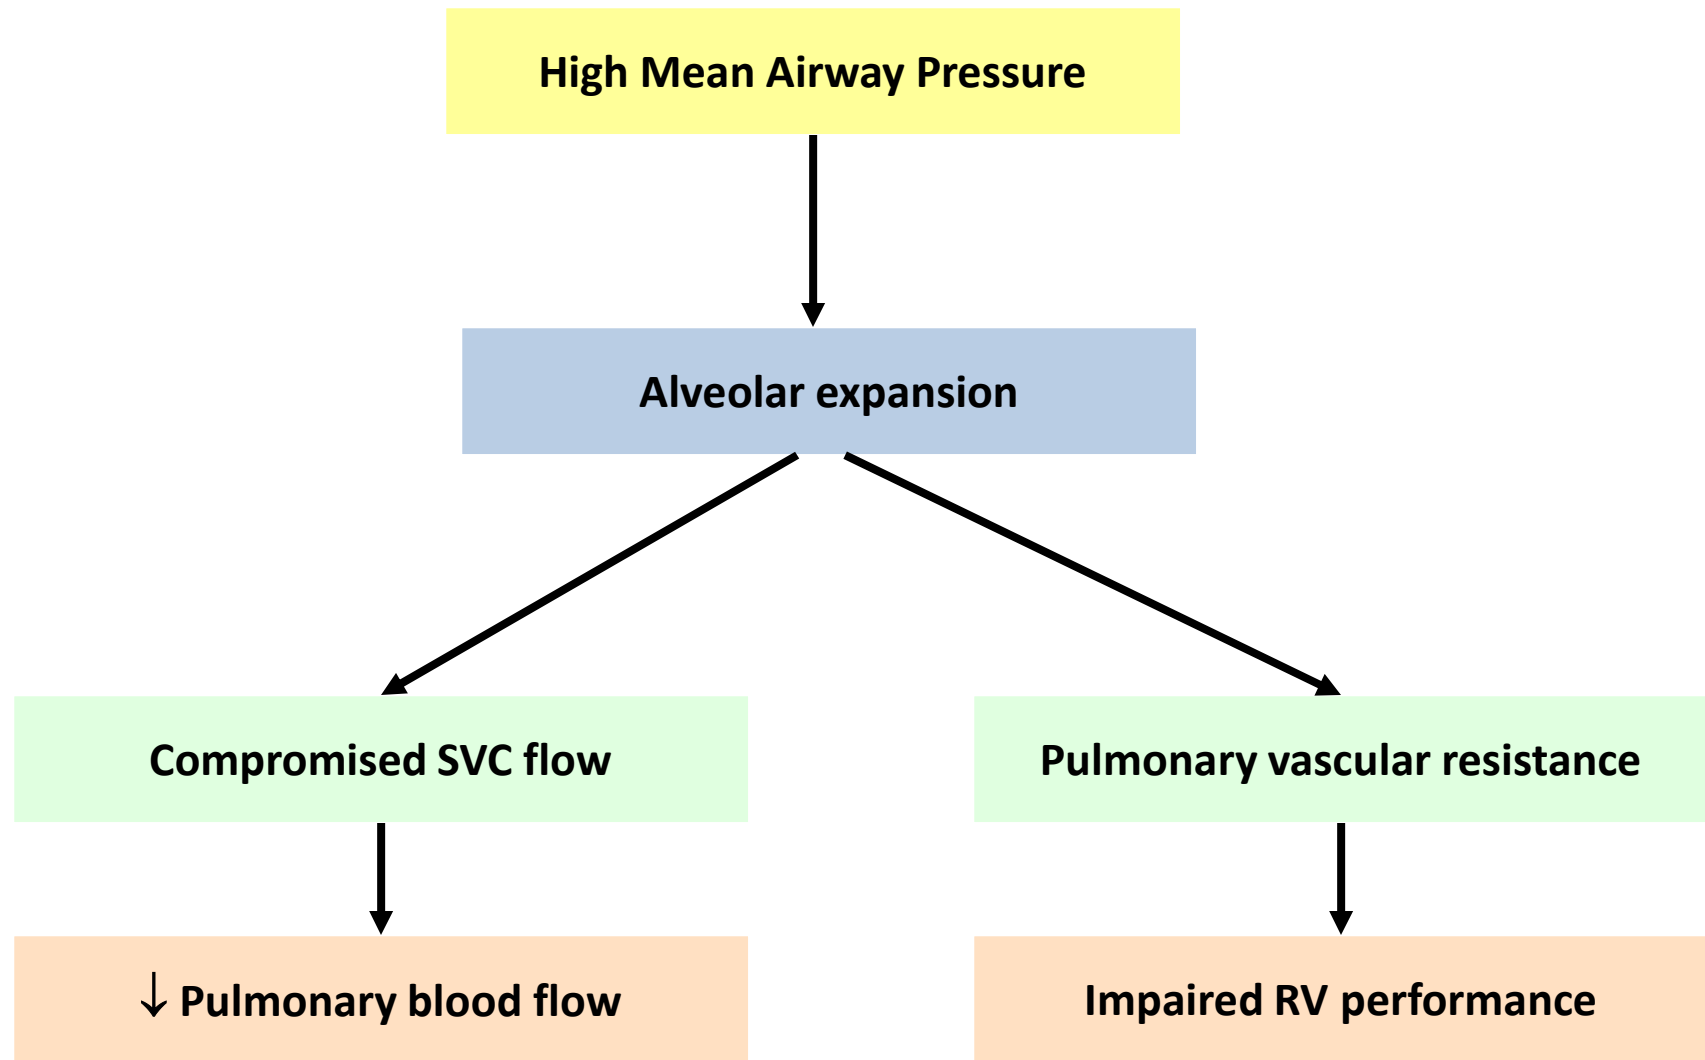 High Mean Airway Pressure
Alveolar expansion
Compromised SVC flow
Pulmonary vascular resistance
↓ Pulmonary blood flow
Impaired RV performance